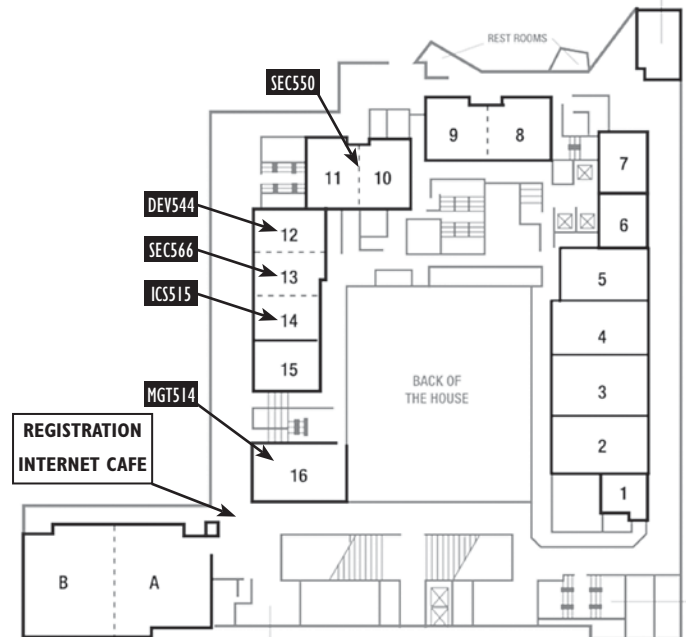 REST ROOMS
SEC550
9
8
7
11
10
DEV544
12
6
SEC566
13
5
ICS515
14
4
15
MGT514
BACK OF
THE HOUSE
3
REGISTRATION
INTERNET CAFE
2
16
1
B
A